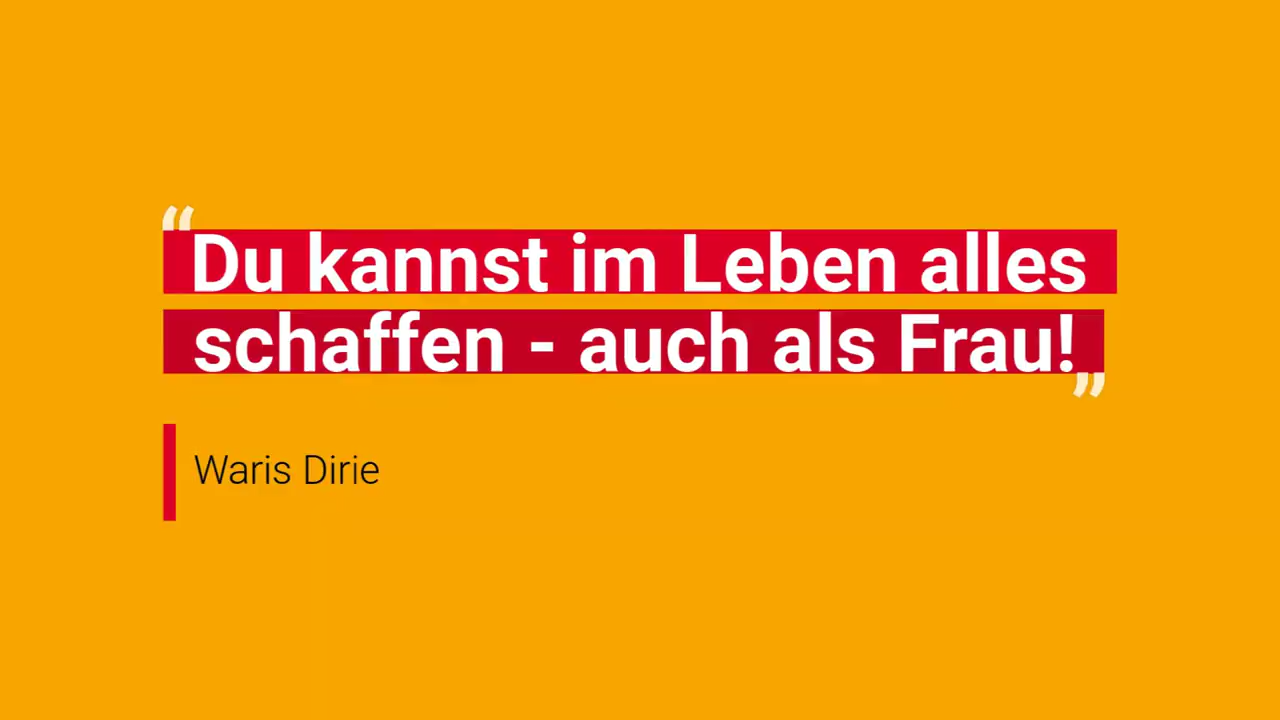 “Du kannst im Leben alles
schaffen - auch als Frau!”
Waris Dirie